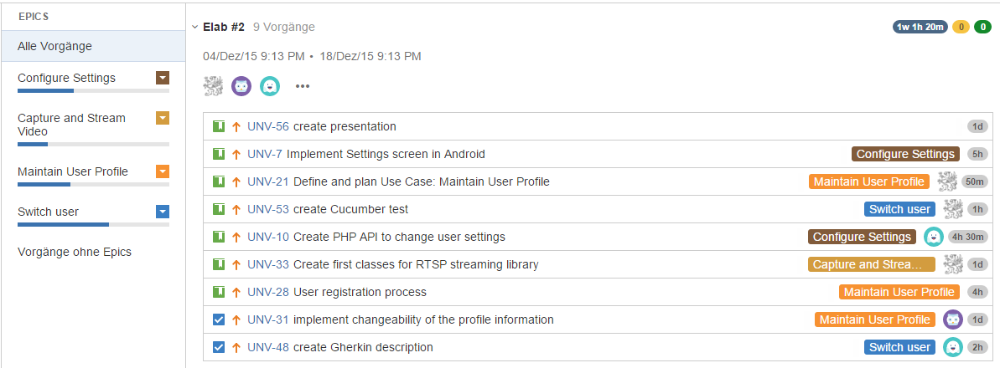 EPICS
Alle Vorgänge
Configure Settings
Capture and Stream
Video
Maintain User Profile
Switch user
Vorgänge ohne Epics
Elab #2 9 Vorgänge 1w 1h 20m 0 0
04/Dez/15 9:13 PM • 18/Dez/15 9:13 PM
UNV-56 create presentation 1d
UNV-7 Implement Settings screen in Android Configure Settings 5h
UNV-21 Define and plan Use Case: Maintain User Profile Maintain User Profile 50m
UNV-53 create Cucumber test Switch user 1h
UNV-10 Create PHP API to change user settings Configure Settings 4h 30m
UNV-33 Create first classes for RTSP streaming library Capture and Strea… 1d
UNV-28 User registration process Maintain User Profile 4h
UNV-31 implement changeability of the profile information Maintain User Profile 1d
UNV-48 create Gherkin description Switch user 2h